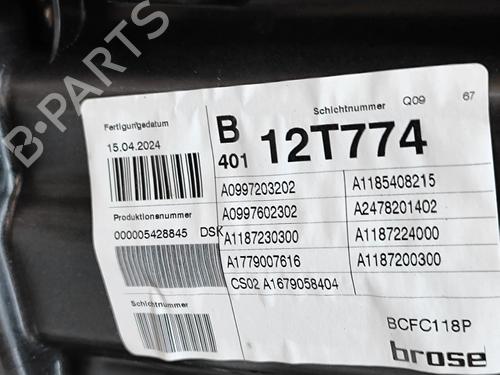 B-PARTS
Fertigungsdatum
15.04.2024
Produktionsnummer
000005428845 DSK
Schichtnummer
B
401
Schichtnummer Q09 67
12T774
A0997203202 A1185408215
A0997602302 A2478201402
A1187230300 A1187224000
A1779007616 A1187200300
CS02 A1679058404
BCFC118P
brose